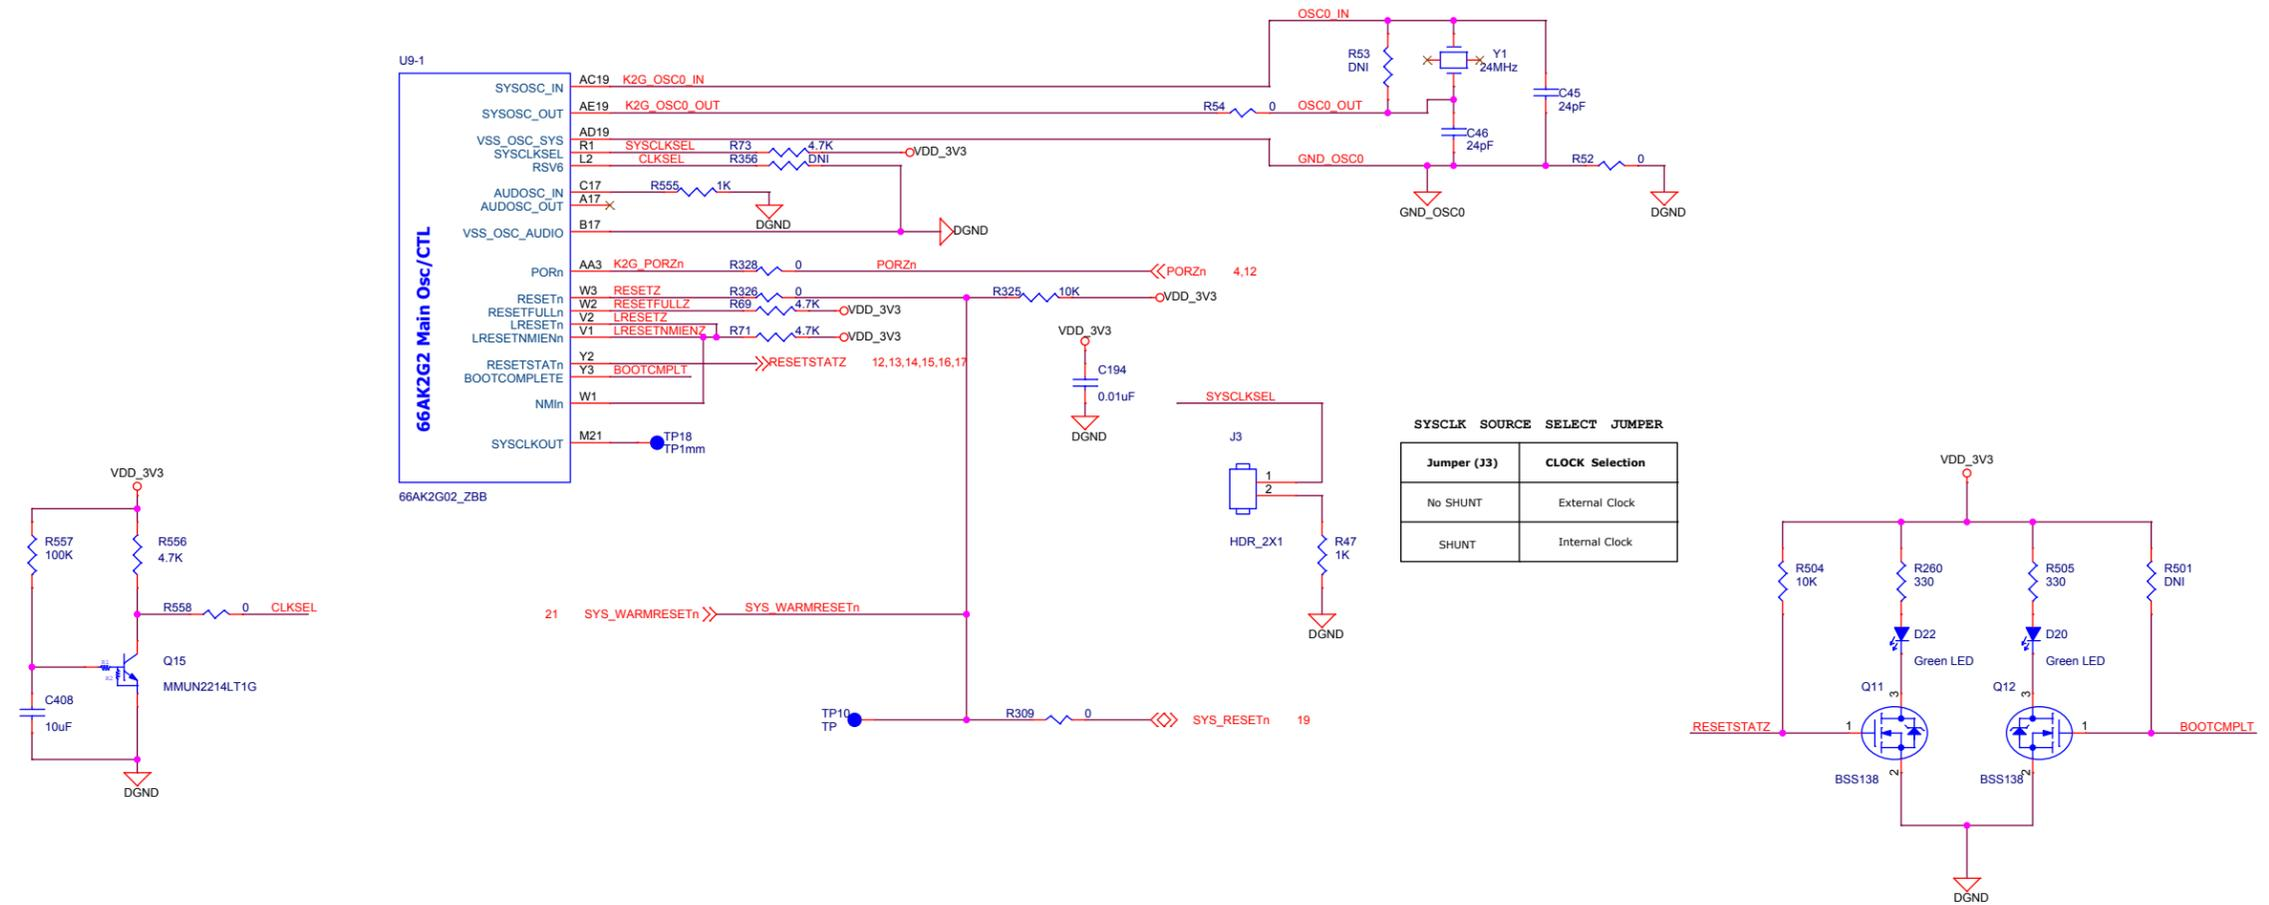 OSC0_IN
R53
DNI
Y1
24MHz
C45
24pF
U9-1
SYSOSC_IN AC19 K2G_OSC0_IN
SYSOSC_OUT AE19 K2G_OSC0_OUT R54 0 OSC0_OUT
C46
24pF
VSS_OSC_SYS AD19
SYSCLKSEL R1 SYSCLKSEL R73 4.7K VDD_3V3
RSV6 L2 CLKSEL R356 DNI
GND_OSC0 R52 0
GND_OSC0
DGND
AUDOSC_IN C17 R555 1K
AUDOSC_OUT A17
DGND
VSS_OSC_AUDIO B17 DGND
PORn AA3 K2G_PORZn R328 0 PORZn PORZn 4,12
RESETn W3 RESETZ R326 0 R325 10K VDD_3V3
RESETFULLn W2 RESETFULLZ R69 4.7K VDD_3V3
LRESETn V2 LRESETZ
LRESETNMIENn V1 LRESETNMIENZ R71 4.7K VDD_3V3
RESETSTATn Y2 RESETSTATZ 12,13,14,15,16,17
BOOTCOMPLETE Y3 BOOTCMPLT
NMIn W1
SYSCLKOUT M21 TP18
TP1mm
66AK2G2 Main Osc/CTL
66AK2G02_ZBB
VDD_3V3
C194
0.01uF
DGND
SYSCLKSEL
J3
1
2
HDR_2X1
R47
1K
DGND
SYSCLK SOURCE SELECT JUMPER
Jumper (J3) CLOCK Selection
No SHUNT External Clock
SHUNT Internal Clock
VDD_3V3
R557
100K
R556
4.7K
R558 0 CLKSEL
R1
R2
Q15
MMUN2214LT1G
C408
10uF
DGND
21 SYS_WARMRESETn SYS_WARMRESETn
TP10
TP
R309 0 SYS_RESETn 19
VDD_3V3
R504
10K
R260
330
R505
330
R501
DNI
D22
Green LED
D20
Green LED
Q11 3
Q12 3
RESETSTATZ 1
1 BOOTCMPLT
BSS138 2
BSS138 2
DGND